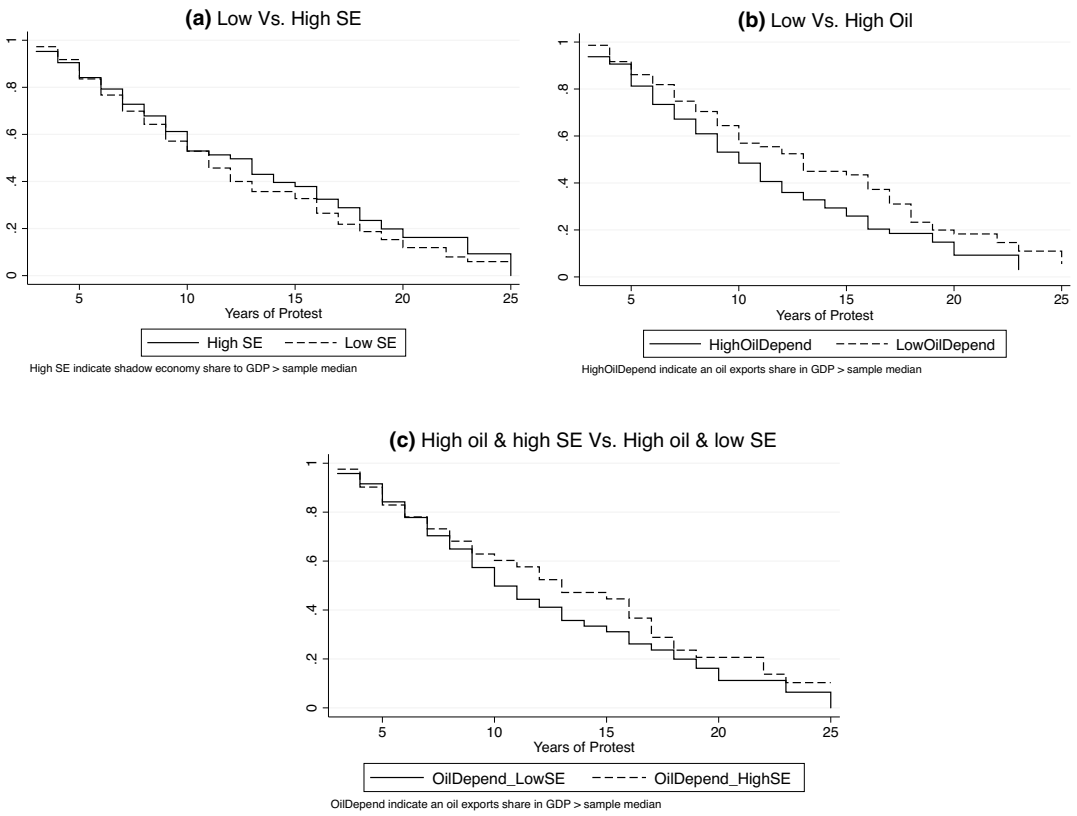 (a) Low Vs. High SE
1
.8
.6
.4
.2
0
5 10 15 20 25
Years of Protest
High SE Low SE
High SE indicate shadow economy share to GDP > sample median
(b) Low Vs. High Oil
1
.8
.6
.4
.2
0
5 10 15 20 25
Years of Protest
HighOilDepend LowOilDepend
HighOilDepend indicate an oil exports share in GDP > sample median
(c) High oil & high SE Vs. High oil & low SE
1
.8
.6
.4
.2
0
5 10 15 20 25
Years of Protest
OilDepend_LowSE OilDepend_HighSE
OilDepend indicate an oil exports share in GDP > sample median